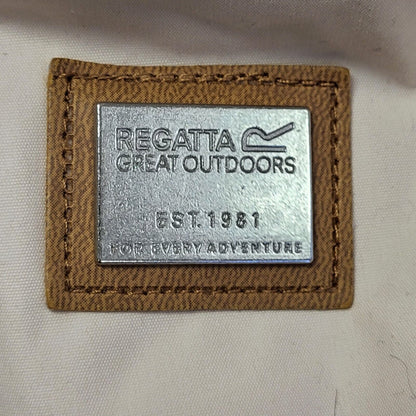 REGATTA
GREAT OUTDOORS
EST.1981
FOR EVERY ADVENTURE